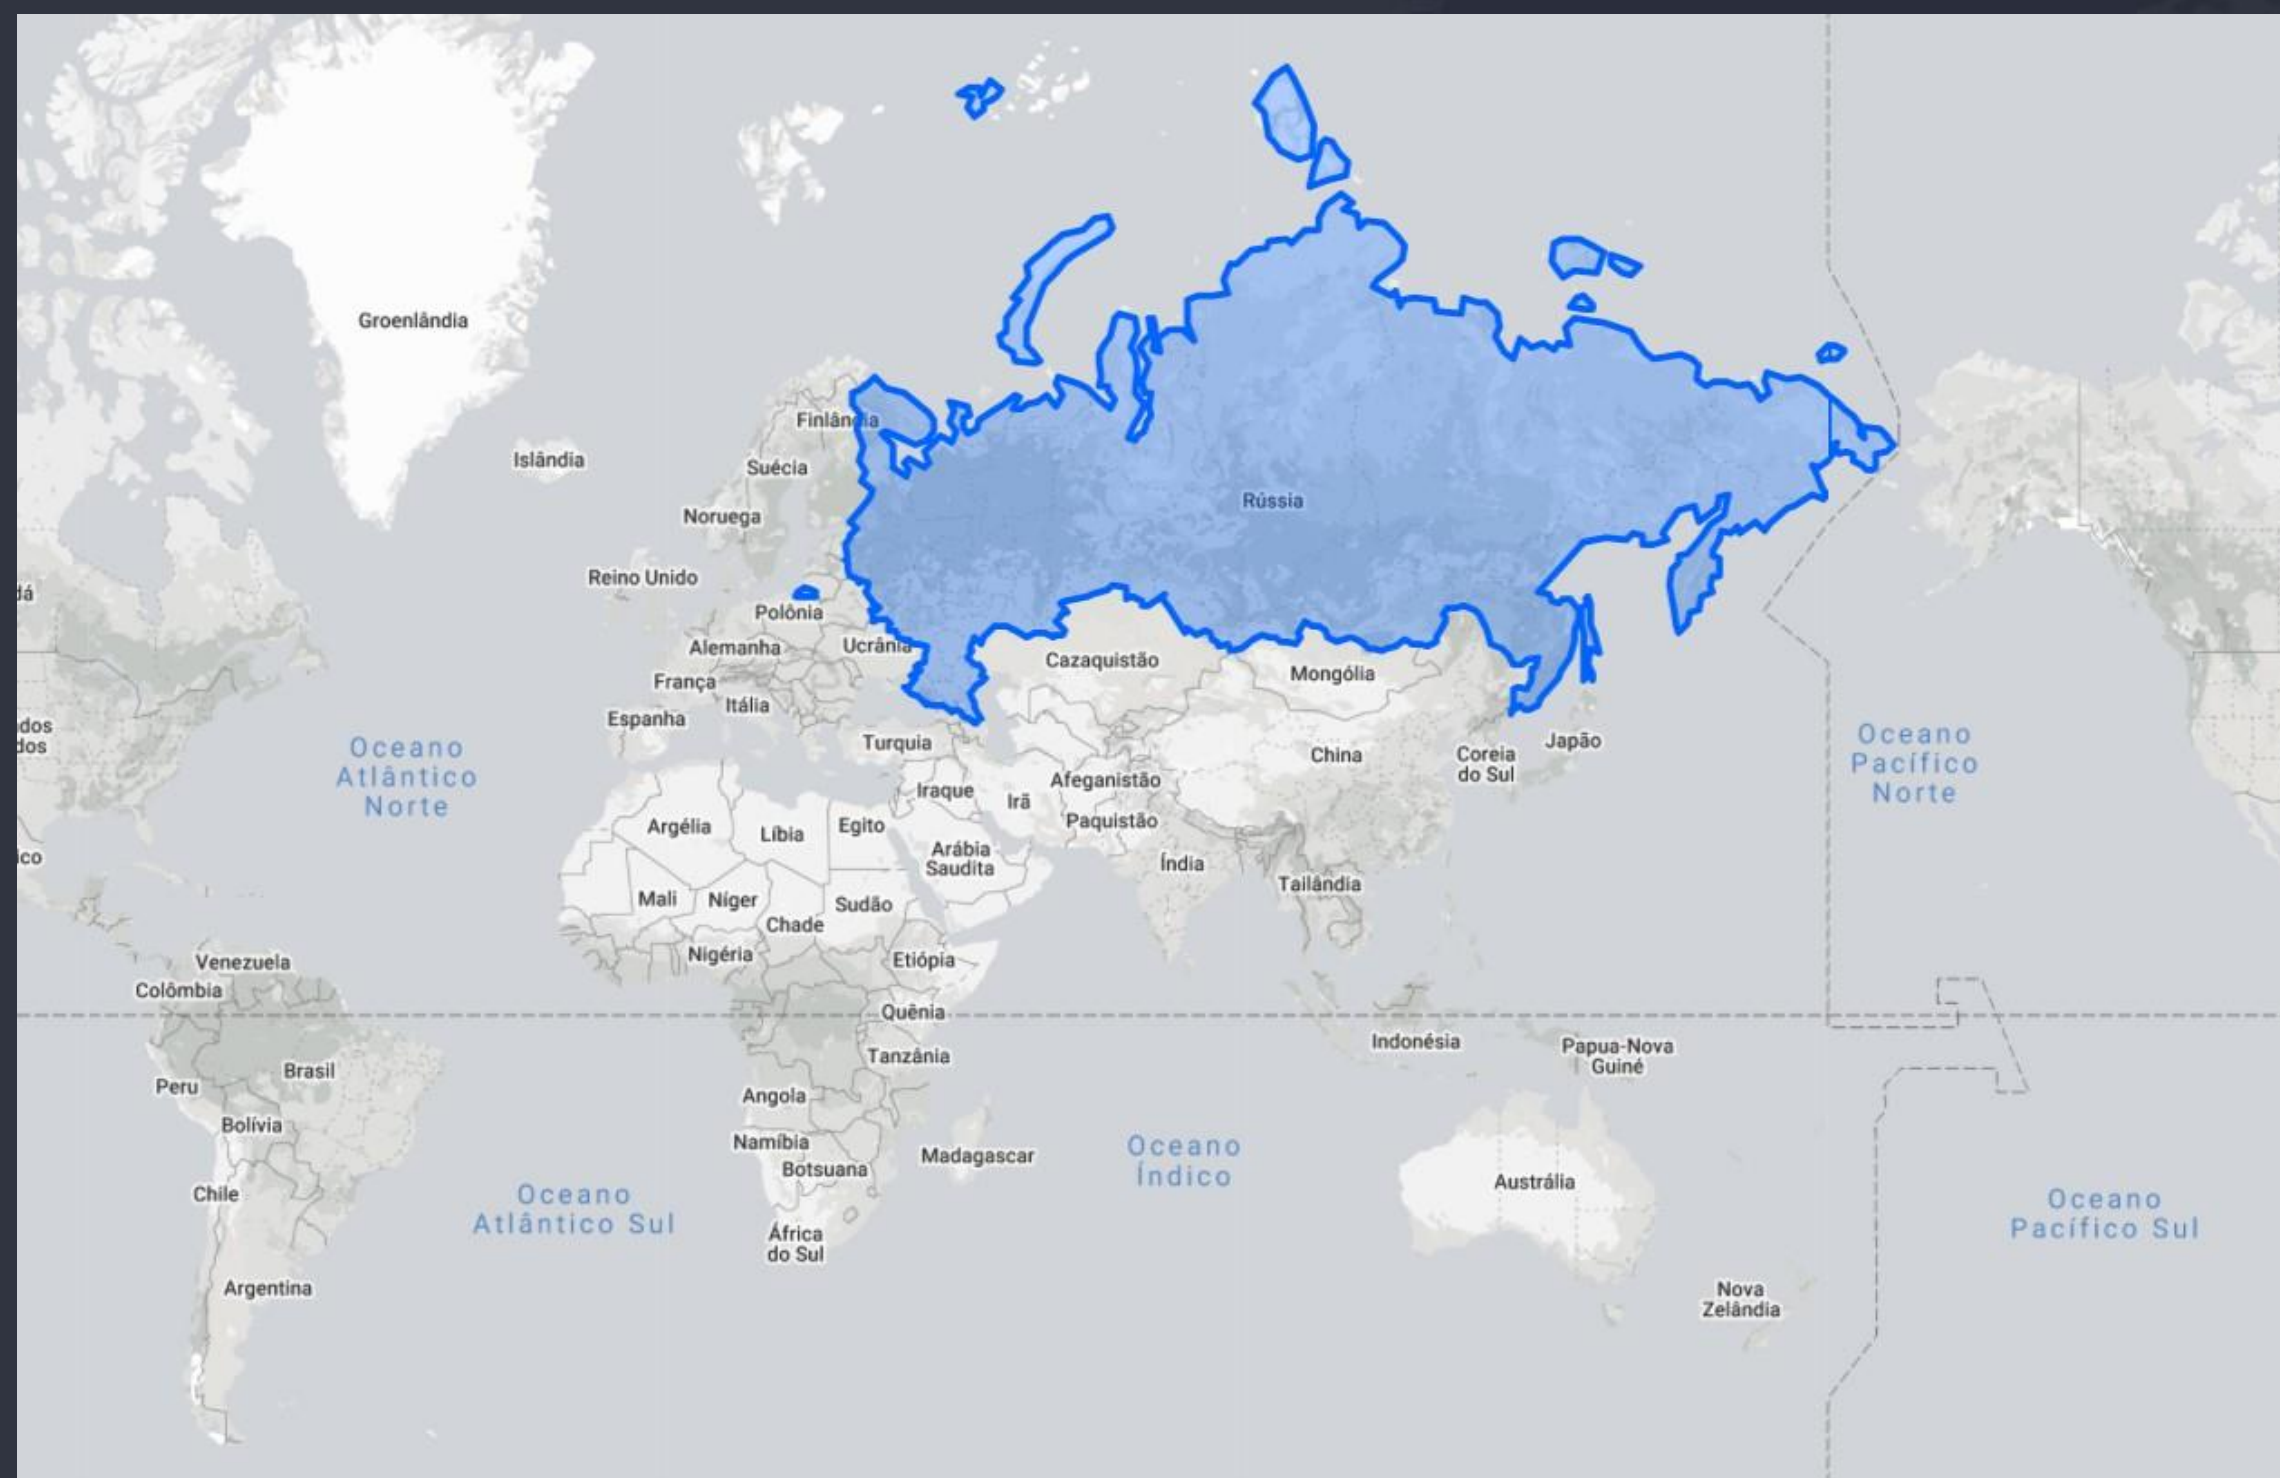 Groenlândia
Finlândia
Islândia
Suécia
Rússia
Noruega
Reino Unido
Polônia
Alemanha
Ucrânia
Cazaquistão
Mongólia
França
Itália
Espanha
Turquia
China
Coreia
do Sul
Japão
Oceano
Atlântico
Norte
Oceano
Pacífico
Norte
Iraque
Irã
Afeganistão
Paquistão
Argélia
Líbia
Egito
Arábia
Saudita
Índia
Tailândia
Mali
Níger
Chade
Sudão
Nigéria
Etiópia
Venezuela
Colômbia
Quênia
Indonésia
Papua-Nova
Guiné
Tanzânia
Brasil
Peru
Bolívia
Angola
Namíbia
Botsuana
Madagascar
Oceano
Índico
Austrália
Chile
Oceano
Atlântico Sul
Oceano
Pacífico Sul
África
do Sul
Argentina
Nova
Zelândia